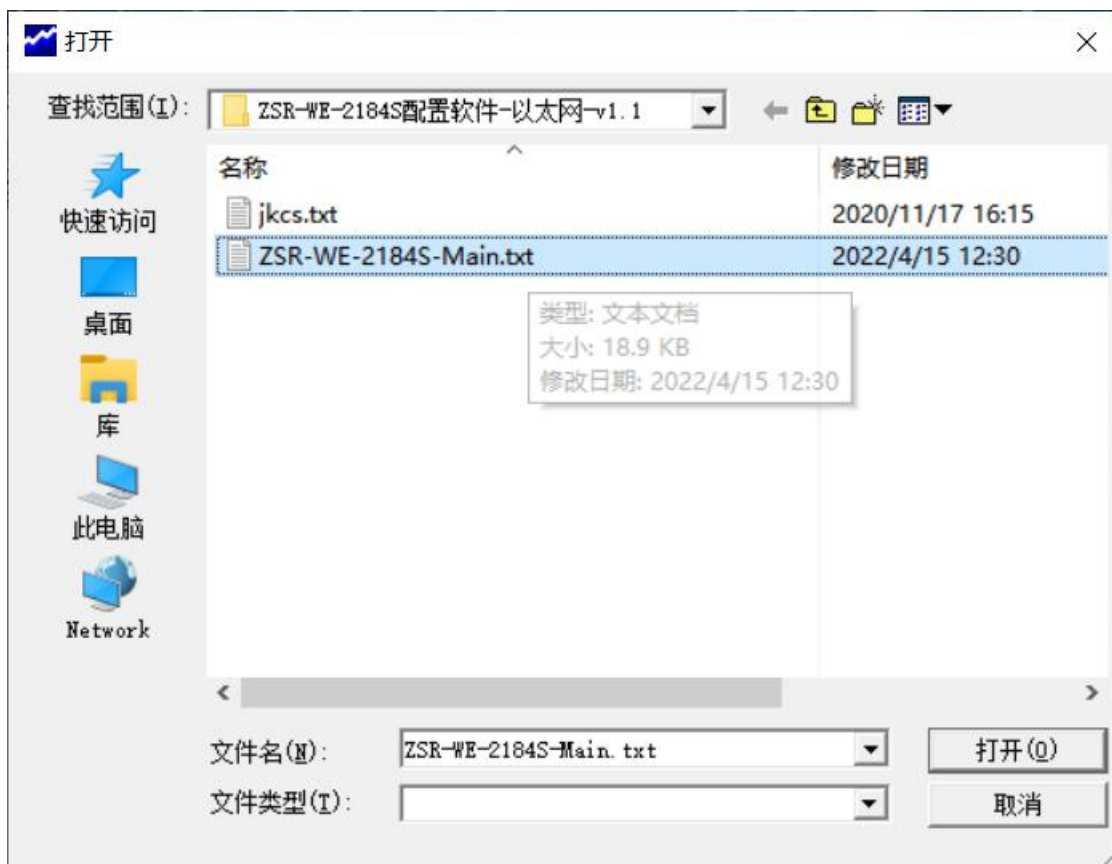 打开
查找范围(I):
ZSR-WE-2184S配置软件-以太网-v1.1
名称
修改日期
快速访问
jkcs.txt
2020/11/17 16:15
ZSR-WE-2184S-Main.txt
2022/4/15 12:30
类型: 文本文档
大小: 18.9 KB
修改日期: 2022/4/15 12:30
桌面
库
此电脑
Network
文件名(N):
ZSR-WE-2184S-Main.txt
打开(O)
文件类型(T):
取消